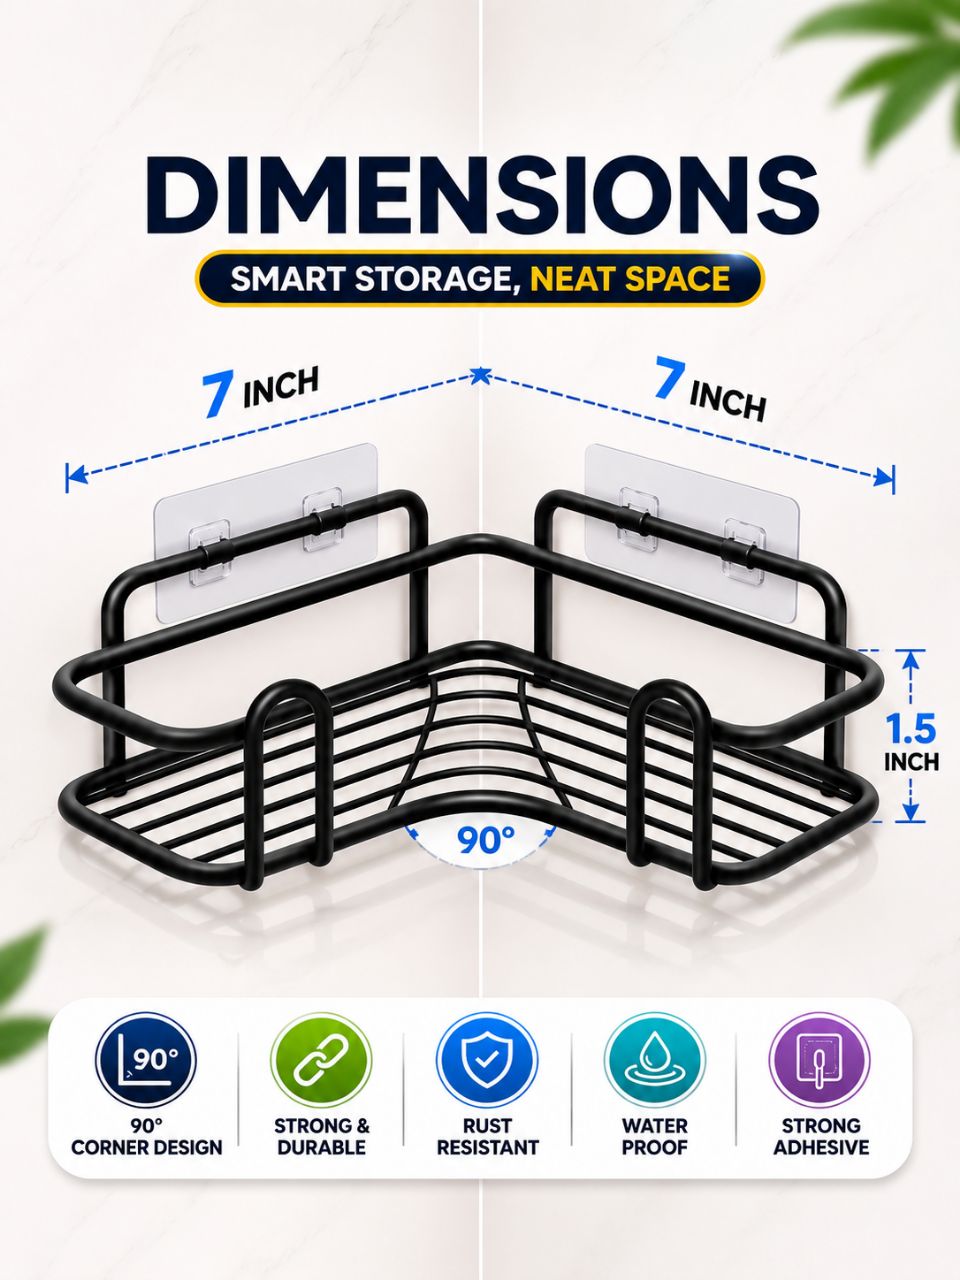 DIMENSIONS
SMART STORAGE, NEAT SPACE
7 INCH
7 INCH
1.5
INCH
90°
90°
90°
CORNER DESIGN
STRONG &
DURABLE
RUST
RESISTANT
WATER
PROOF
STRONG
ADHESIVE